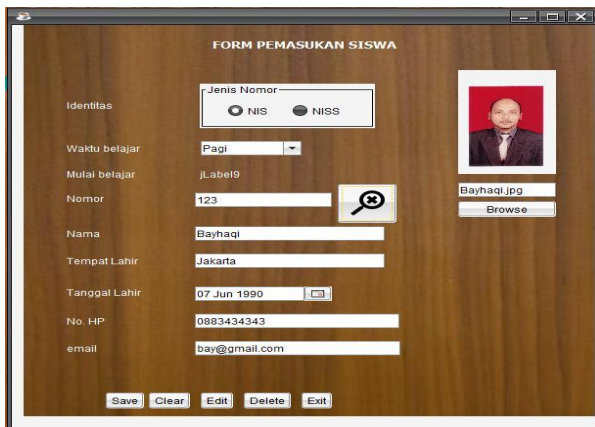 FORM PEMASUKAN SISWA
Jenis Nomor
Identitas
NIS NISS
Waktu belajar Pagi
Mulai belajar jLabel9
Nomor 123
Bayhaqi.jpg
Browse
Nama Bayhaqi
Tempat Lahir Jakarta
Tanggal Lahir 07 Jun 1990
No. HP 0883434343
email bay@gmail.com
Save Clear Edit Delete Exit